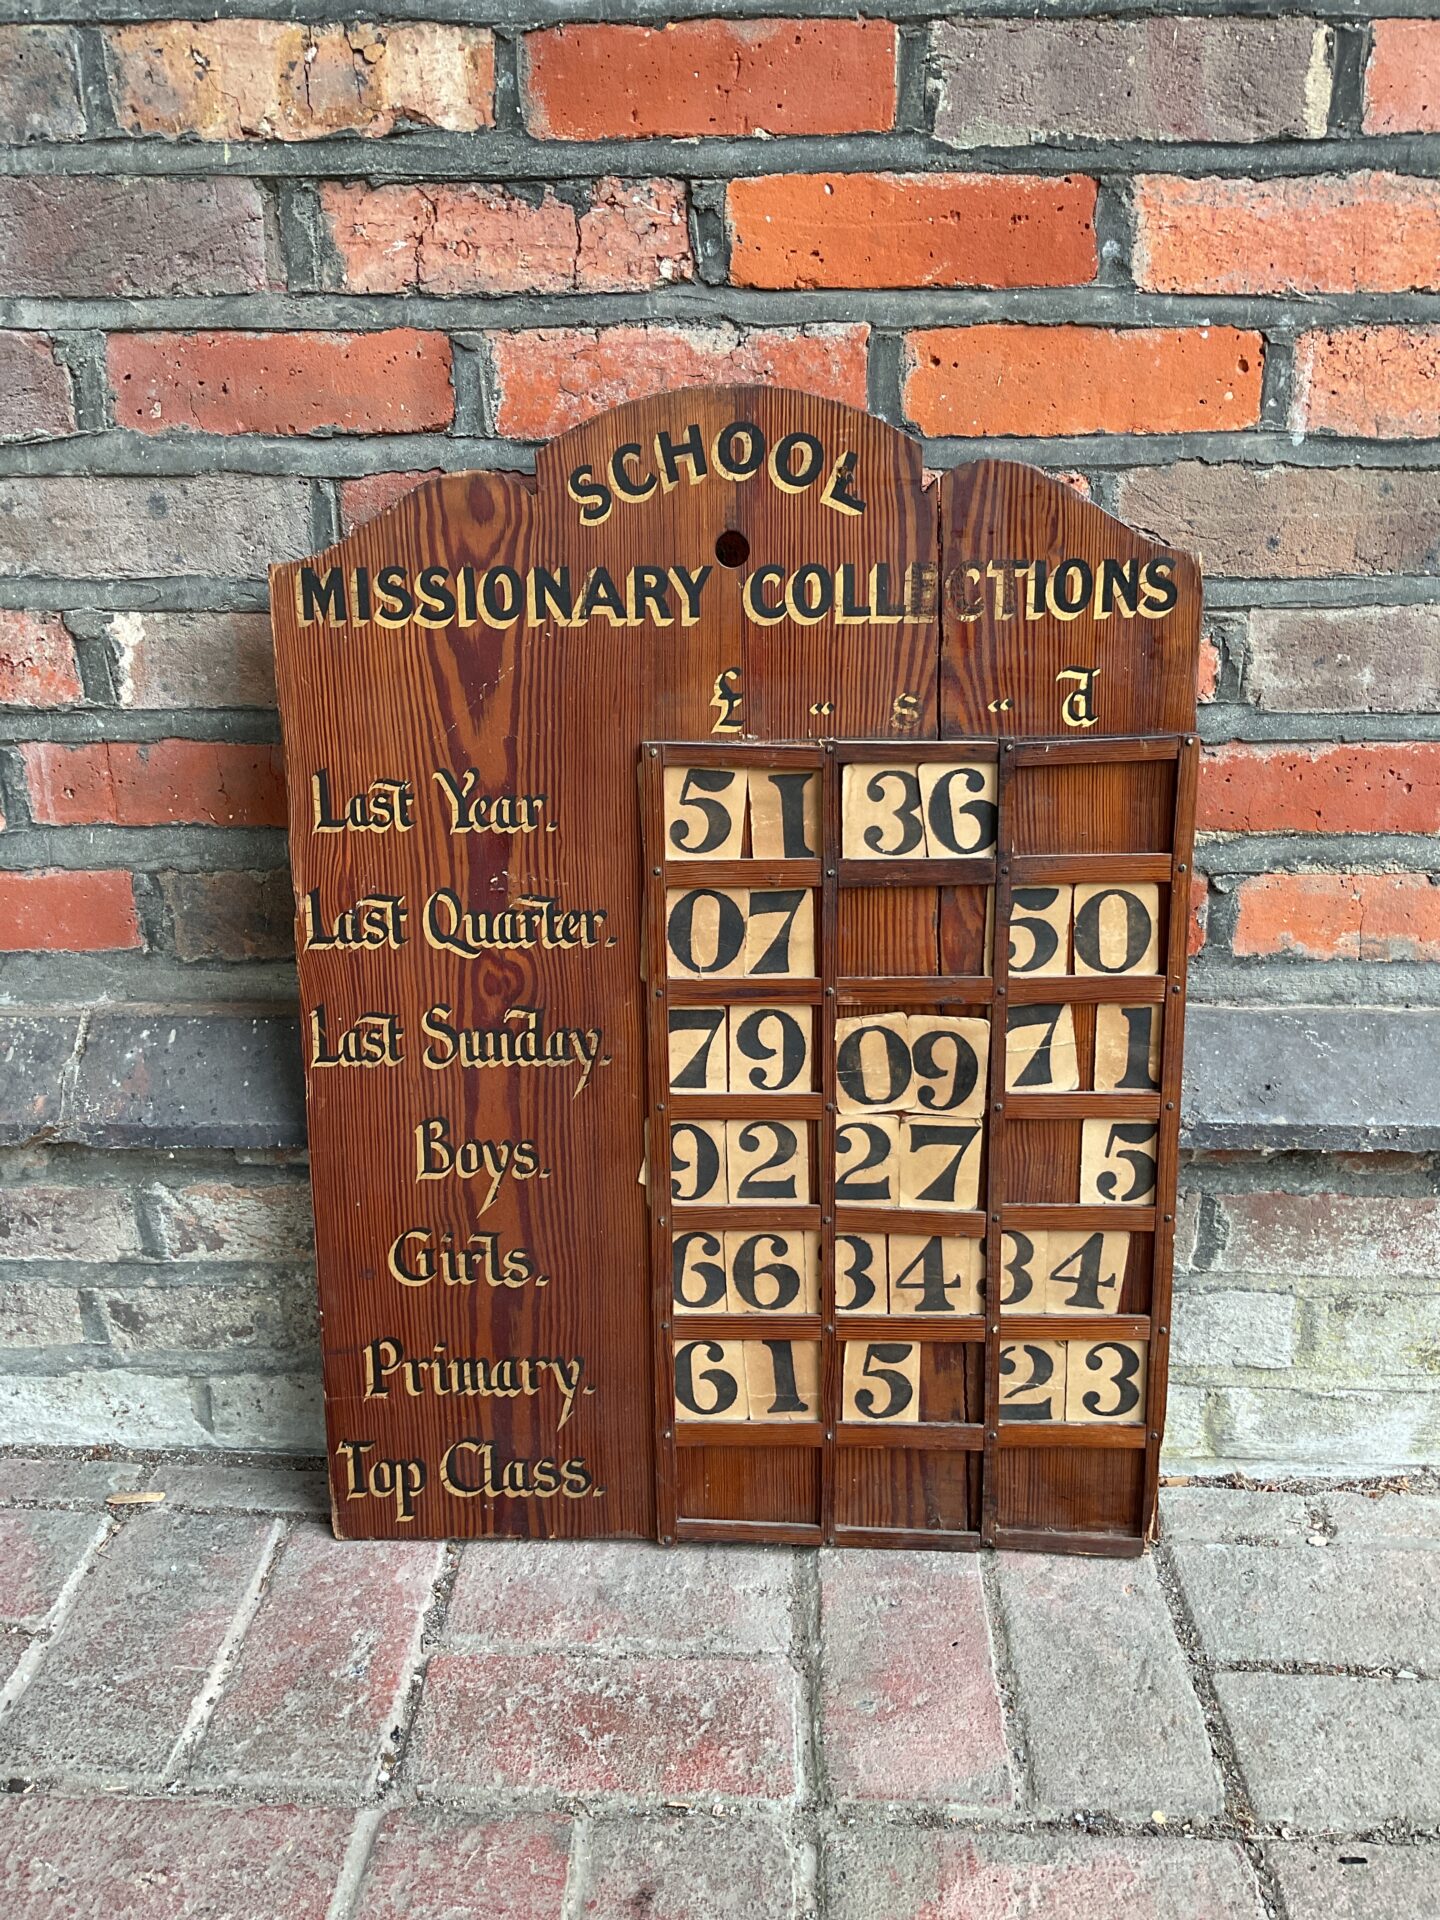 SCHOOL
MISSIONARY COLLECTIONS
£ " s " d
Last Year. 51 36
Last Quarter. 07 50
Last Sunday. 79 09 71
Boys. 92 27 5
Girls. 66 34 34
Primary. 61 5 23
Top Class.